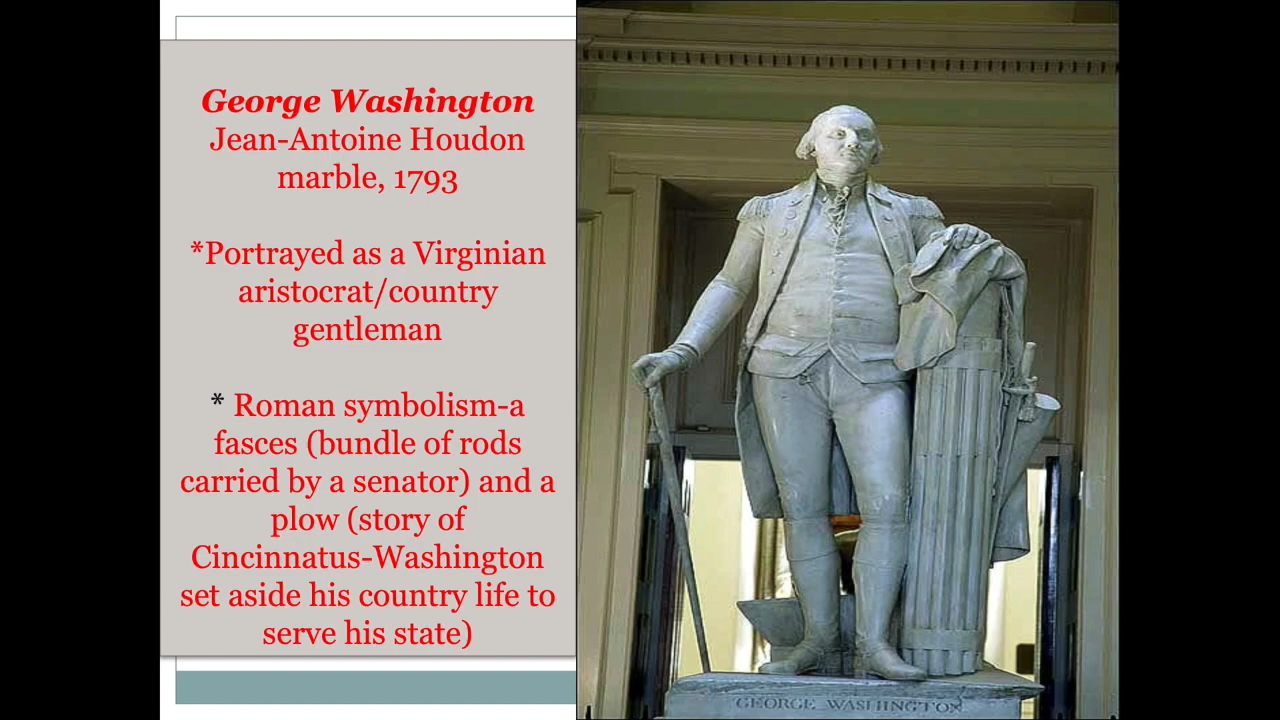 George Washington
Jean-Antoine Houdon
marble, 1793
*Portrayed as a Virginian
aristocrat/country
gentleman
* Roman symbolism-a
fasces (bundle of rods
carried by a senator) and a
plow (story of
Cincinnatus-Washington
set aside his country life to
serve his state)
GEORGE WASHINGTON